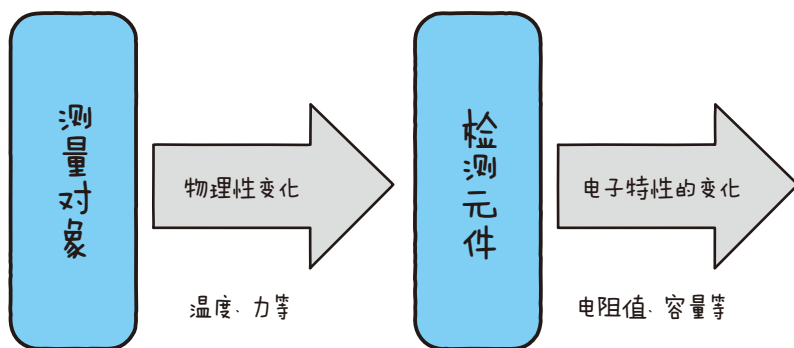 测量对象
物理性变化
温度、力等
检测元件
电子特性的变化
电阻值、容量等